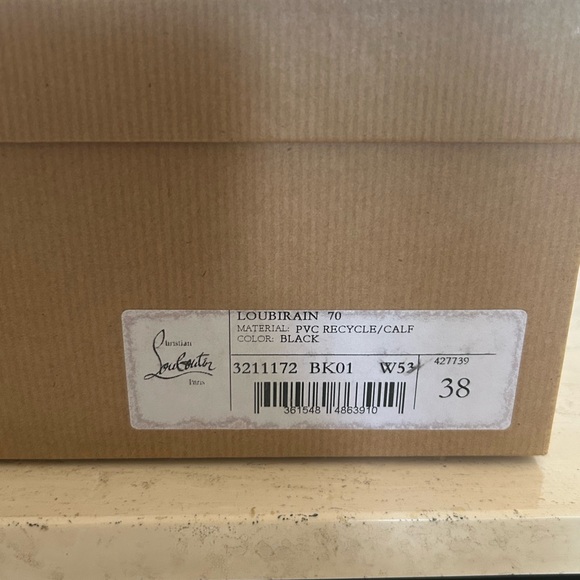 LOUBIRAIN 70
MATERIAL: PVC RECYCLE/CALF
COLOR: BLACK
Christian
Louboutin
Paris
3211172 BK01 W53
427739
38
361548 4863910